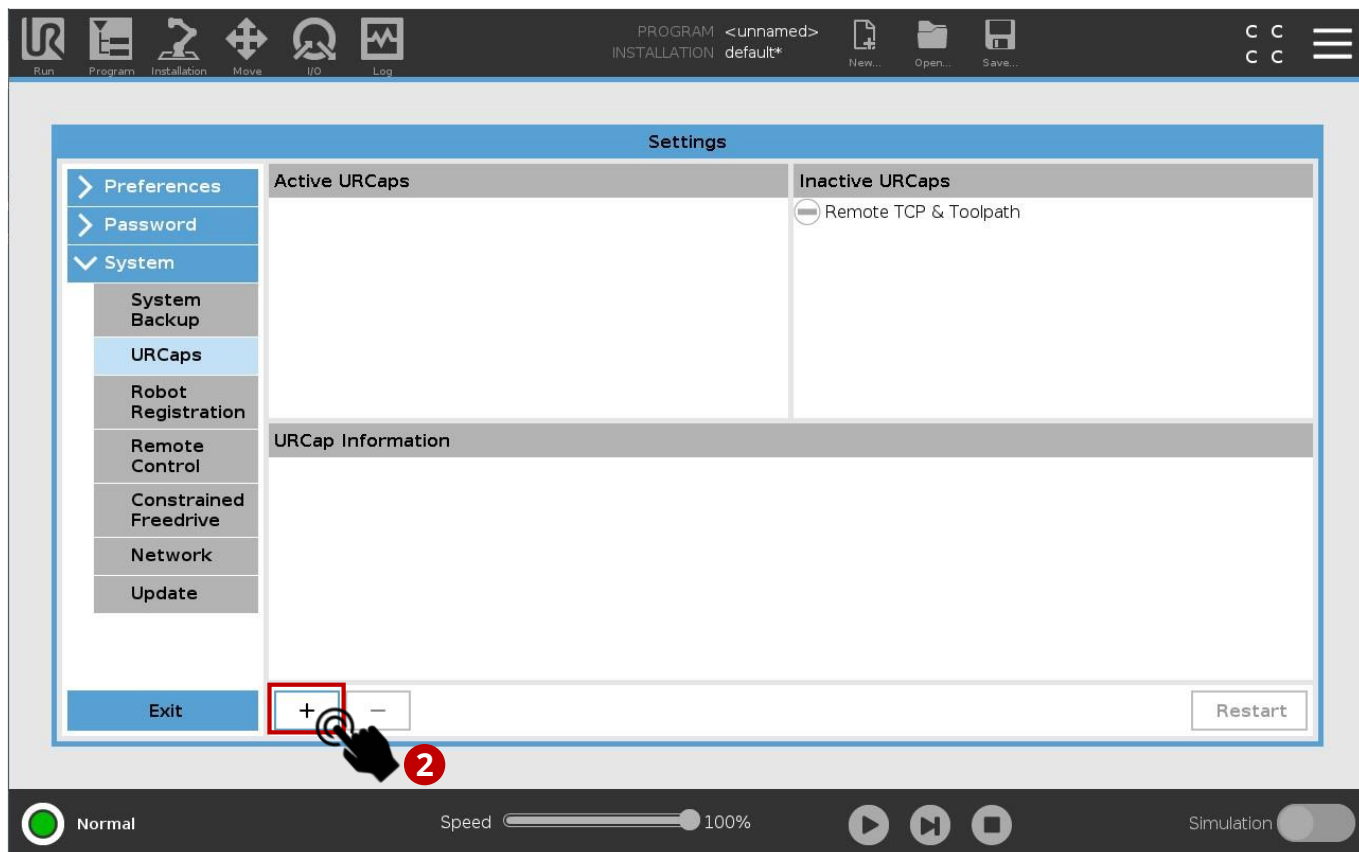 UR
PROGRAM <unnamed>
INSTALLATION default*
C C
C C
Run Program Installation Move I/O Log New... Open... Save...
Settings
Preferences
Password
System
System
Backup
URCaps
Robot
Registration
Remote
Control
Constrained
Freedrive
Network
Update
Exit
Active URCaps
Inactive URCaps
Remote TCP & Toolpath
URCap Information
+ −
Restart
2
Normal
Speed 100%
Simulation